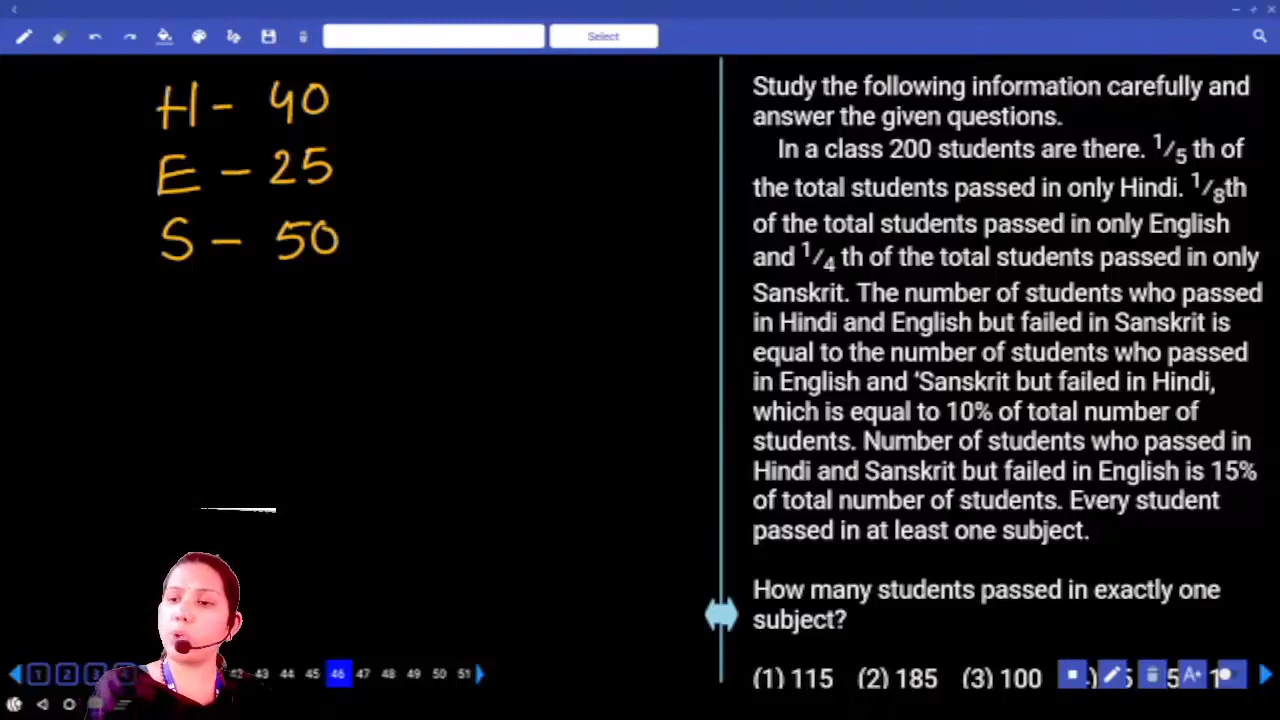 Select
H - 40
E - 25
S - 50
Study the following information carefully and
answer the given questions.
In a class 200 students are there. 1/5 th of
the total students passed in only Hindi. 1/8th
of the total students passed in only English
and 1/4 th of the total students passed in only
Sanskrit. The number of students who passed
in Hindi and English but failed in Sanskrit is
equal to the number of students who passed
in English and ‘Sanskrit but failed in Hindi,
which is equal to 10% of total number of
students. Number of students who passed in
Hindi and Sanskrit but failed in English is 15%
of total number of students. Every student
passed in at least one subject.
How many students passed in exactly one
subject?
(1) 115 (2) 185 (3) 100
1 2 3 4 42 43 44 45 46 47 48 49 50 51